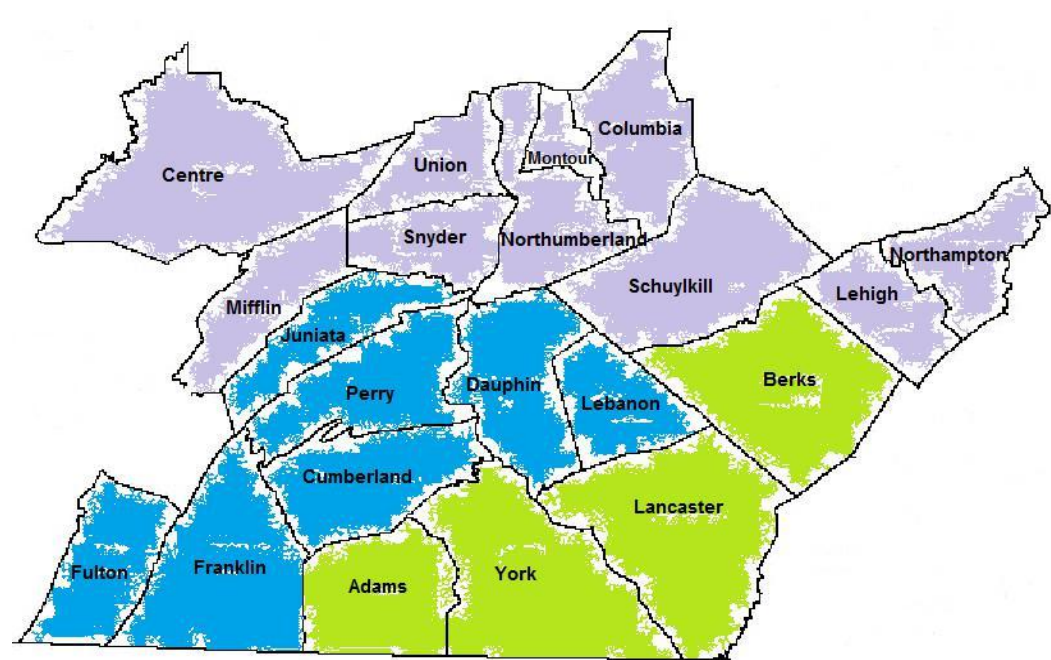 Columbia
Montour
Union
Centre
Snyder
Northumberland
Northampton
Schuylkill
Lehigh
Mifflin
Juniata
Berks
Dauphin
Perry
Lebanon
Cumberland
Lancaster
Franklin
Fulton
York
Adams